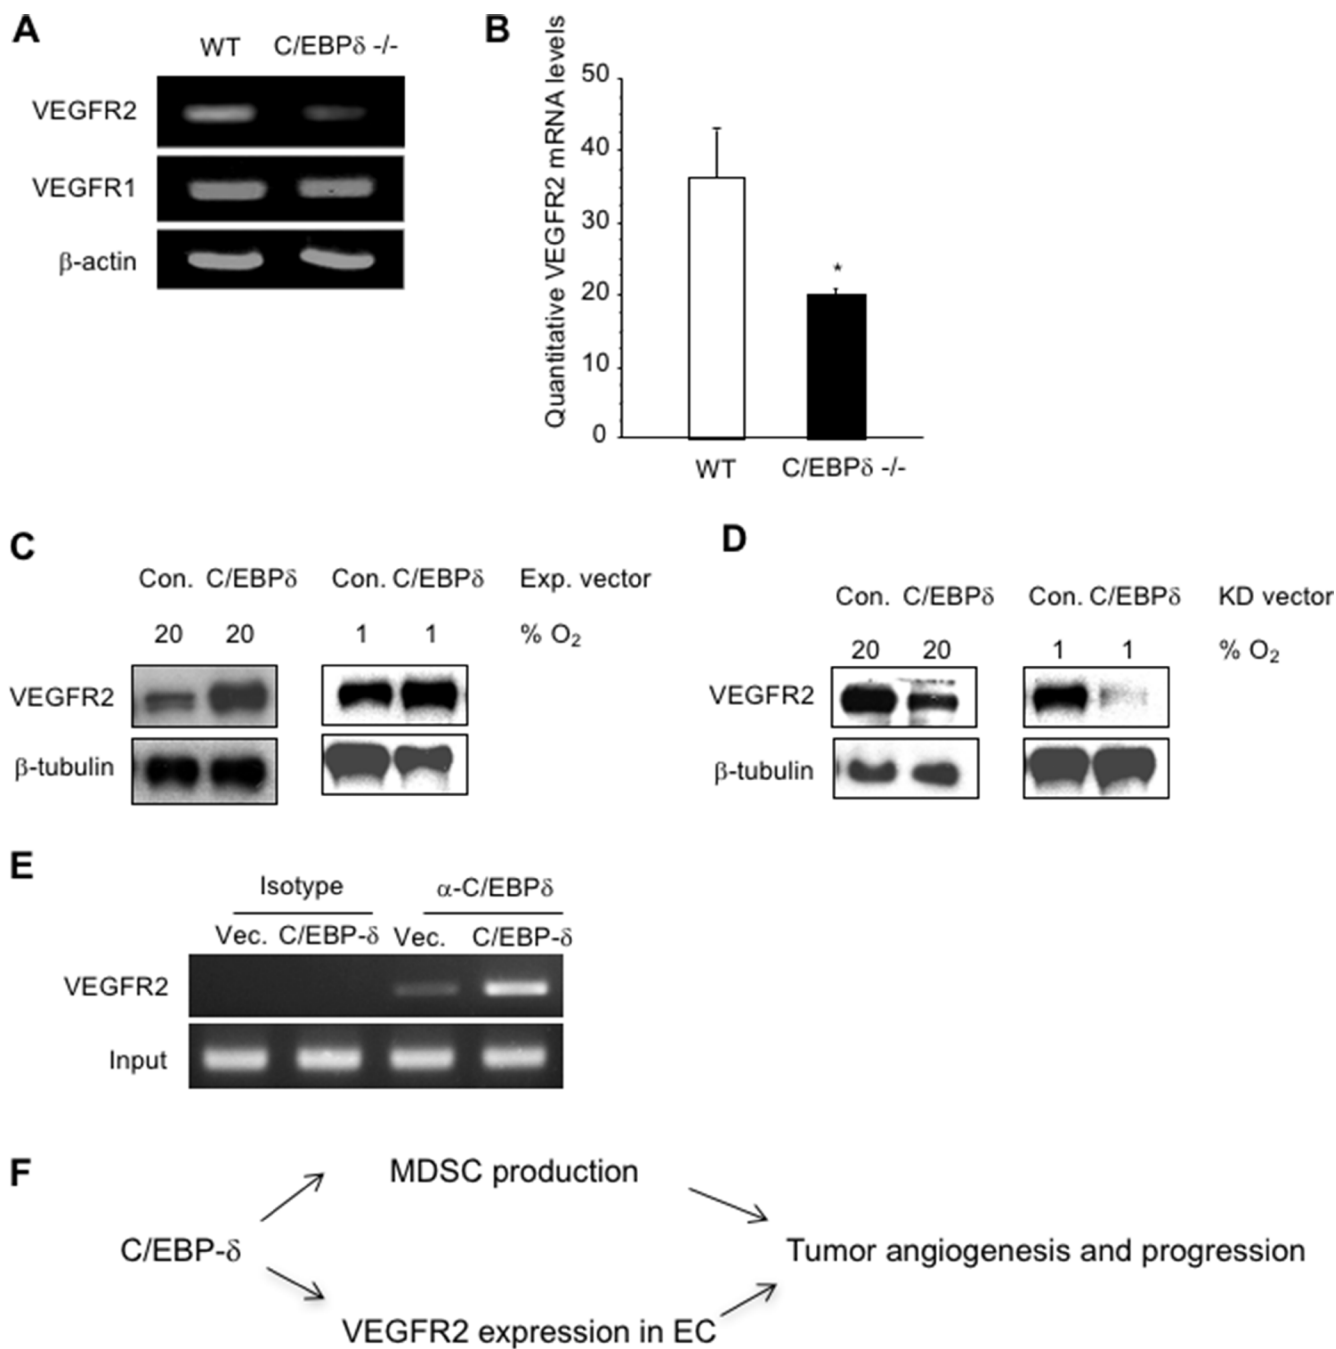 A
WT C/EBPδ -/-
VEGFR2
VEGFR1
β-actin
B
Quantitative VEGFR2 mRNA levels
50
40
30
20
10
0
*
WT C/EBPδ -/-
C
Con. C/EBPδ Con. C/EBPδ Exp. vector
20 20 1 1 % O₂
VEGFR2
β-tubulin
D
Con. C/EBPδ Con. C/EBPδ KD vector
20 20 1 1 % O₂
VEGFR2
β-tubulin
E
Isotype α-C/EBPδ
Vec. C/EBP-δ Vec. C/EBP-δ
VEGFR2
Input
F
MDSC production
C/EBP-δ
Tumor angiogenesis and progression
VEGFR2 expression in EC